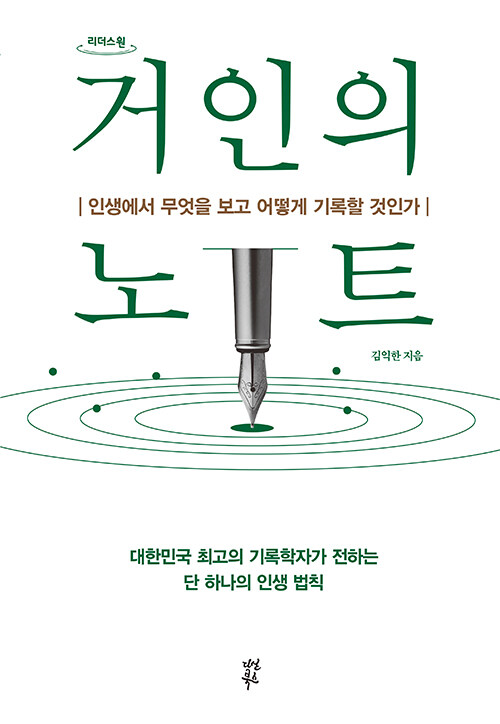 리더스원
거인의
| 인생에서 무엇을 보고 어떻게 기록할 것인가 |
노트
김익한 지음
대한민국 최고의 기록학자가 전하는
단 하나의 인생 법칙
다산
북스